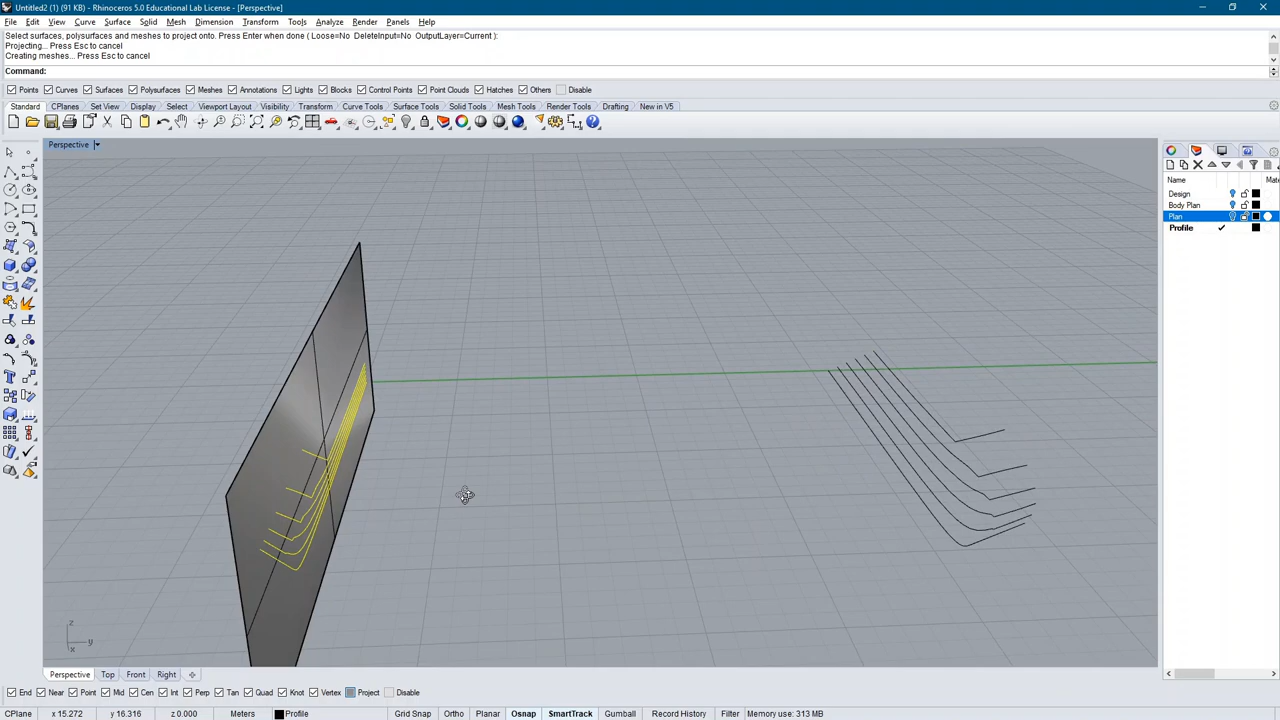 Untitled2 (1) (91 KB) - Rhinoceros 5.0 Educational Lab License - [Perspective]
File Edit View Curve Surface Solid Mesh Dimension Transform Tools Analyze Render Panels Help
Select surfaces, polysurfaces and meshes to project onto. Press Enter when done ( Loose=No DeleteInput=No OutputLayer=Current ):
Projecting... Press Esc to cancel
Creating meshes... Press Esc to cancel
Command:
Points Curves Surfaces Polysurfaces Meshes Annotations Lights Blocks Control Points Point Clouds Hatches Others Disable
Standard CPlanes Set View Display Select Viewport Layout Visibility Transform Curve Tools Surface Tools Solid Tools Mesh Tools Render Tools Drafting New in V5
Perspective
Name Mate
Design
Body Plan
Plan
Profile
z
y
x
Perspective Top Front Right
End Near Point Mid Cen Int Perp Tan Quad Knot Vertex Project Disable
CPlane x 15.272 y 16.316 z 0.000 Meters Profile Grid Snap Ortho Planar Osnap SmartTrack Gumball Record History Filter Memory use: 313 MB